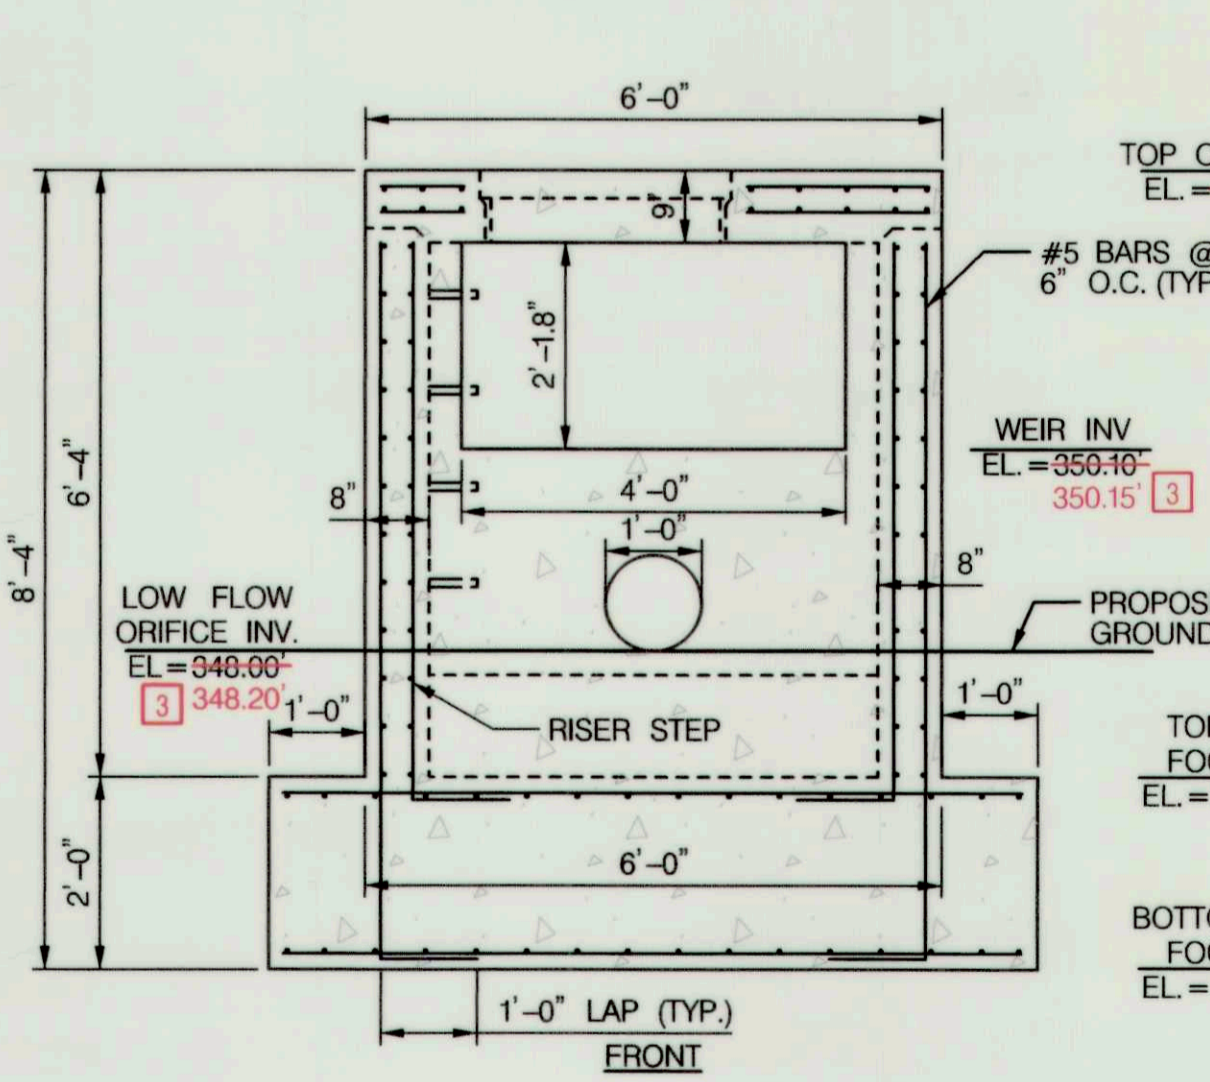 6'-0"
TOP
EL.=
9"
#5 BARS @
6" O.C. (TYP
2'-1.8"
6'-4"
8'-4"
8"
4'-0"
1'-0"
WEIR INV
EL.=350.10'
350.15' 3
8"
LOW FLOW
ORIFICE INV.
EL=348.00'
3 348.20'
1'-0"
PROPOS
GROUND
RISER STEP
1'-0"
EL.=
6'-0"
2'-0"
EL.=
1'-0" LAP (TYP.)
FRONT